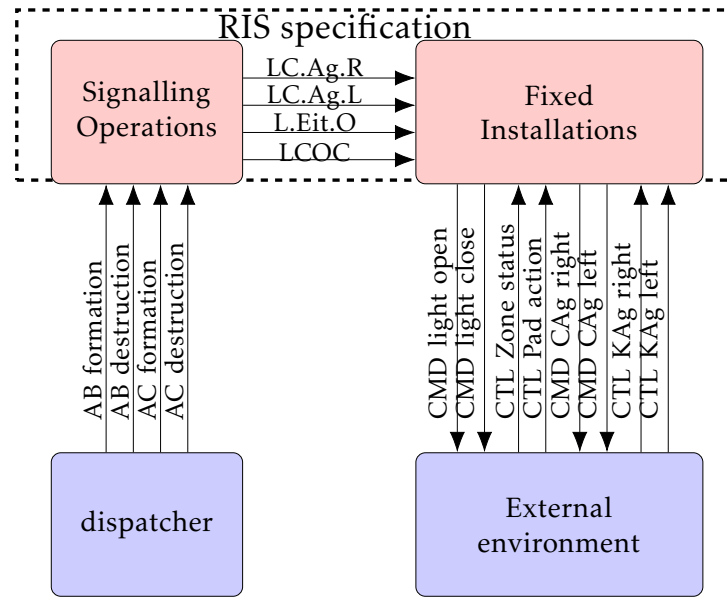 RIS specification
Signalling
Operations
LC.Ag.R
LC.Ag.L
L.Eit.O
LCOC
Fixed
Installations
AB formation
AB destruction
AC formation
AC destruction
CMD light open
CMD light close
CTL Zone status
CTL Pad action
CMD CAg right
CMD CAg left
CTL KAg right
CTL KAg left
dispatcher
External
environment